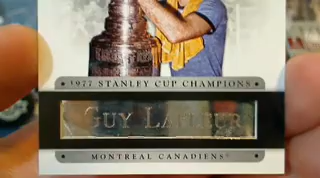 1977 STANLEY CUP CHAMPIONS
GUY LAFLEUR
MONTREAL CANADIENS®